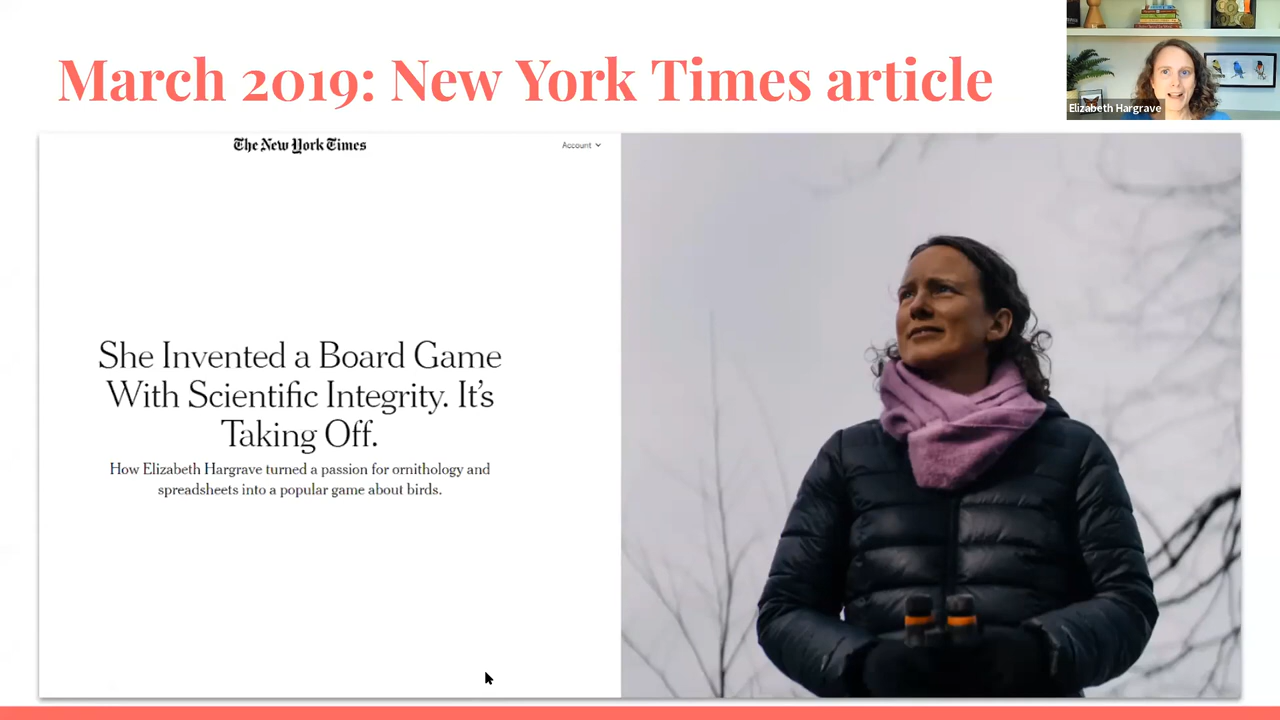 March 2019: New York Times article
Elizabeth Hargrave
The New York Times
Account
She Invented a Board Game
With Scientific Integrity. It's
Taking Off.
How Elizabeth Hargrave turned a passion for ornithology and
spreadsheets into a popular game about birds.